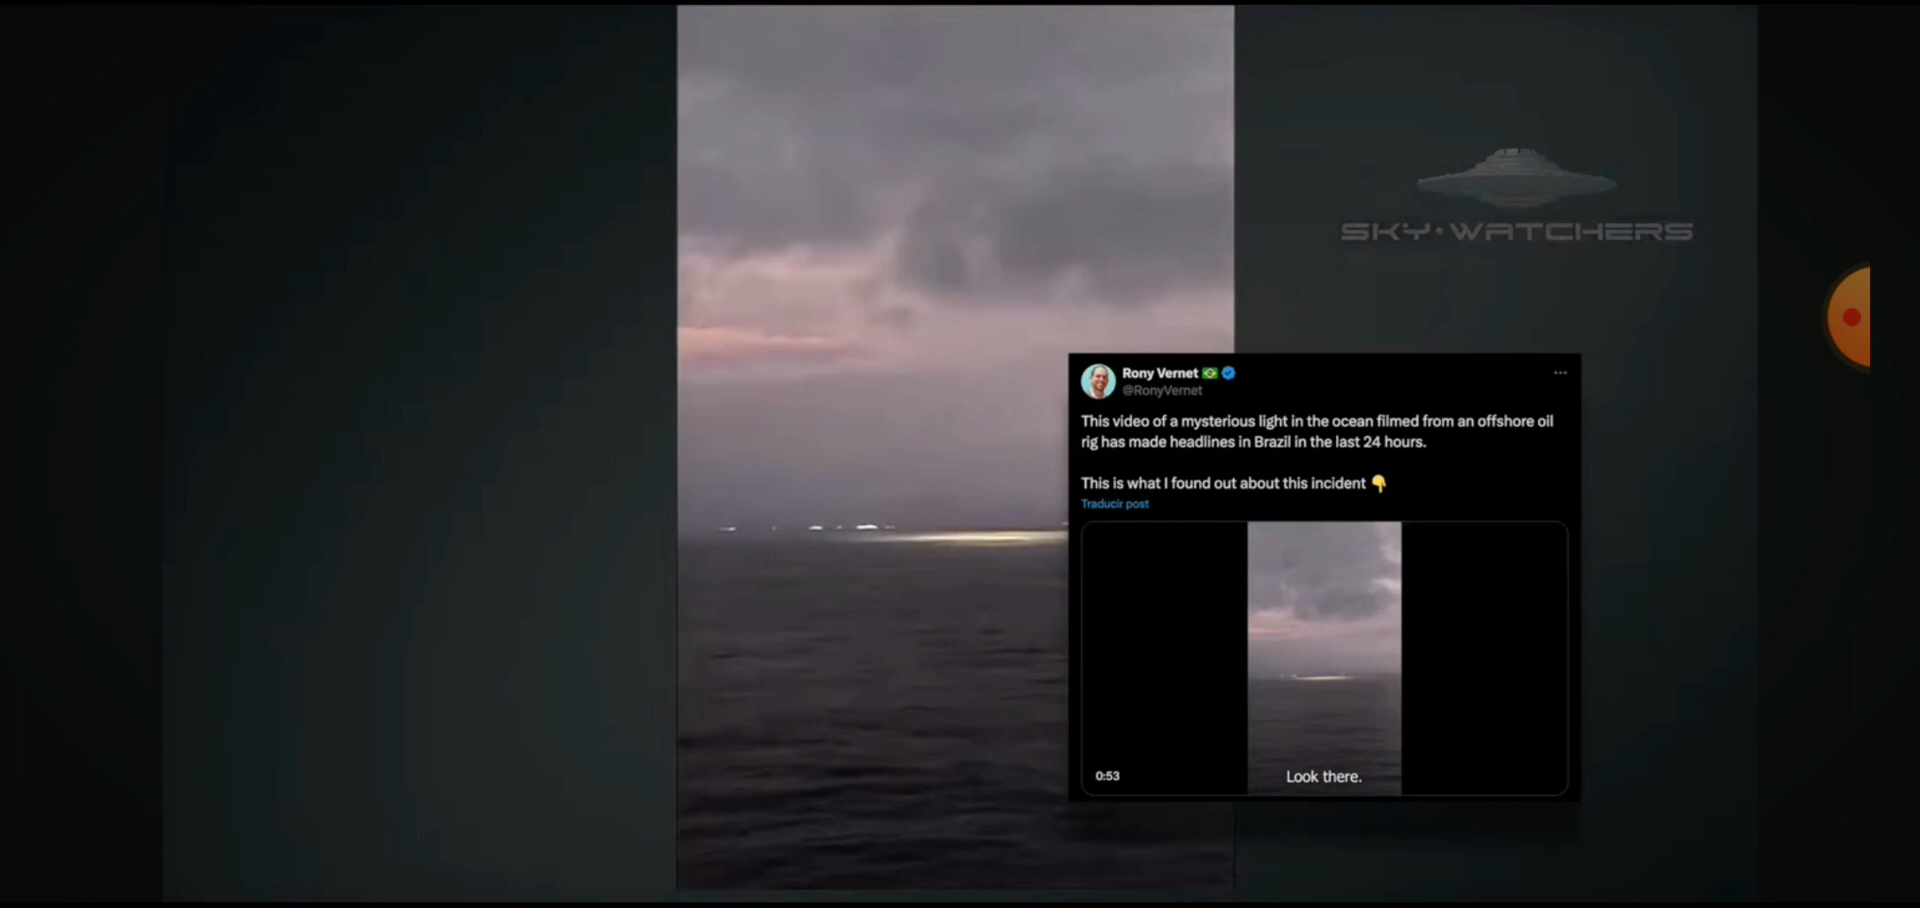 SKY·WATCHERS
Rony Vernet
@RonyVernet
This video of a mysterious light in the ocean filmed from an offshore oil
rig has made headlines in Brazil in the last 24 hours.
This is what I found out about this incident 👇
Traducir post
0:53
Look there.